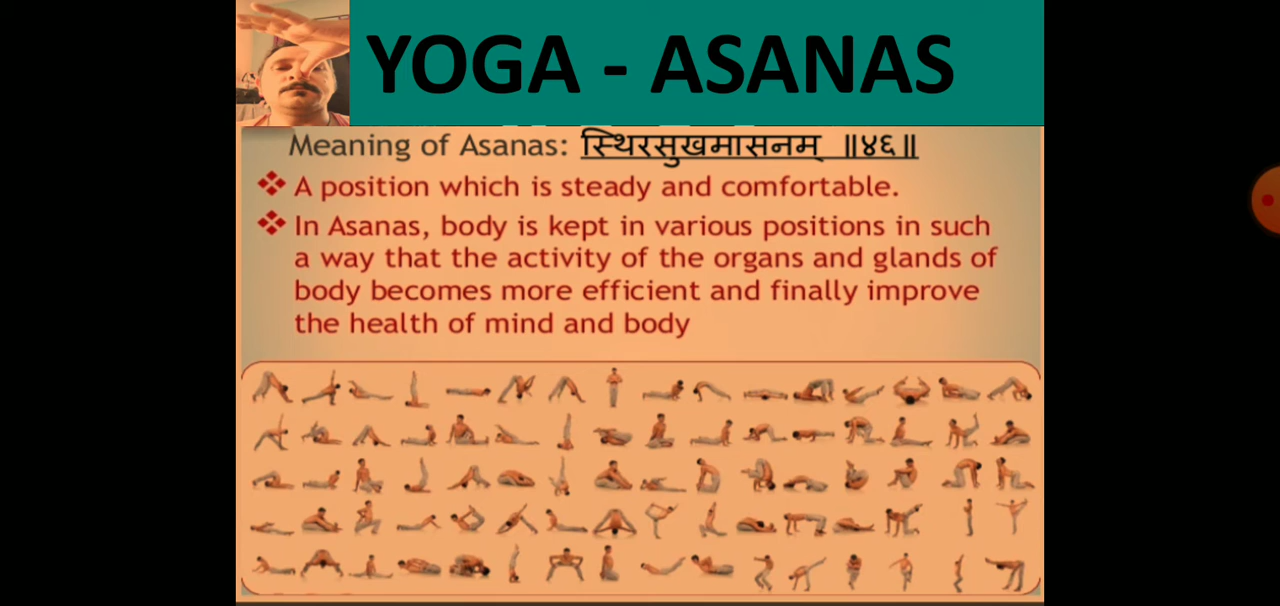 YOGA - ASANAS
Meaning of Asanas: स्थिरसुखमासनम् ॥४६॥
A position which is steady and comfortable.
In Asanas, body is kept in various positions in such
a way that the activity of the organs and glands of
body becomes more efficient and finally improve
the health of mind and body